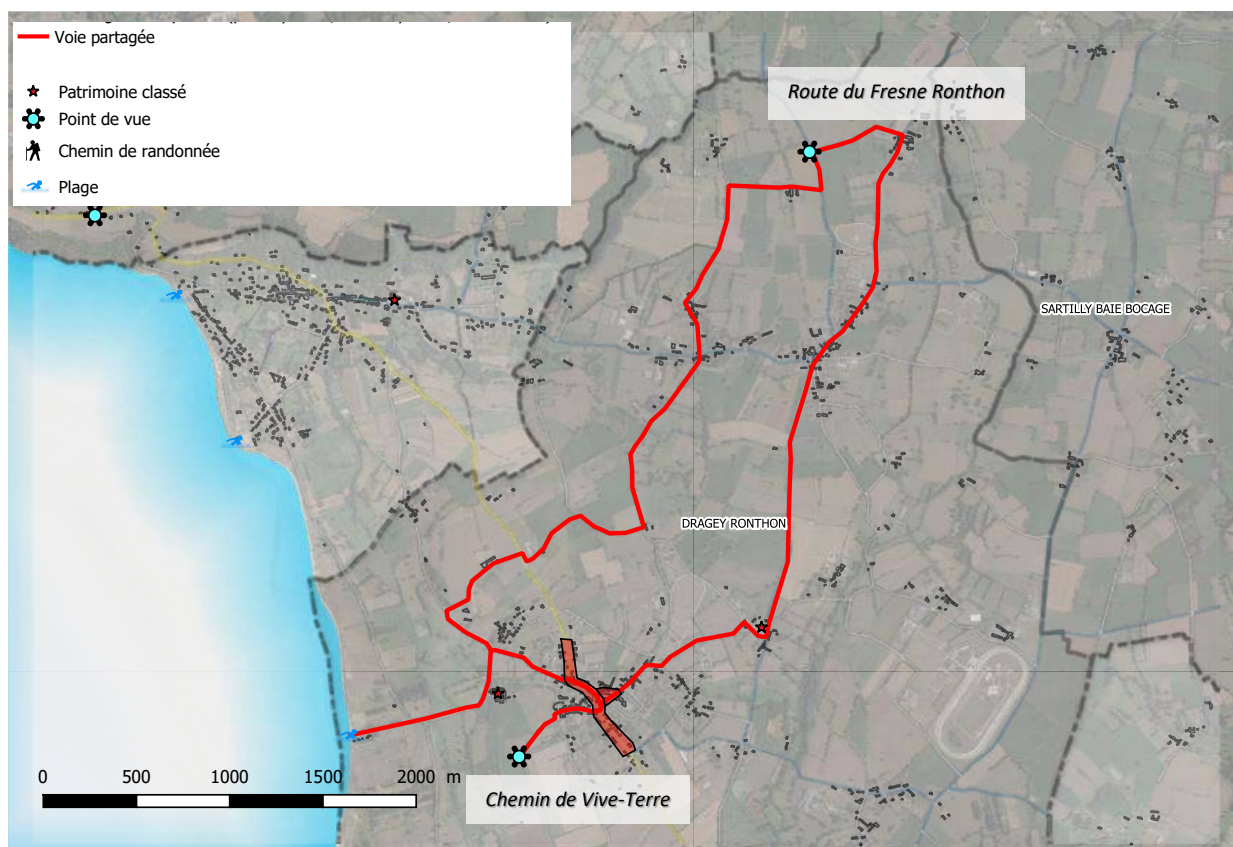 Voie partagée
Patrimoine classé
Point de vue
Chemin de randonnée
Plage
Route du Fresne Ronthon
SARTILLY BAIE BOCAGE
DRAGEY RONTHON
0 500 1000 1500 2000 m
Chemin de Vive-Terre